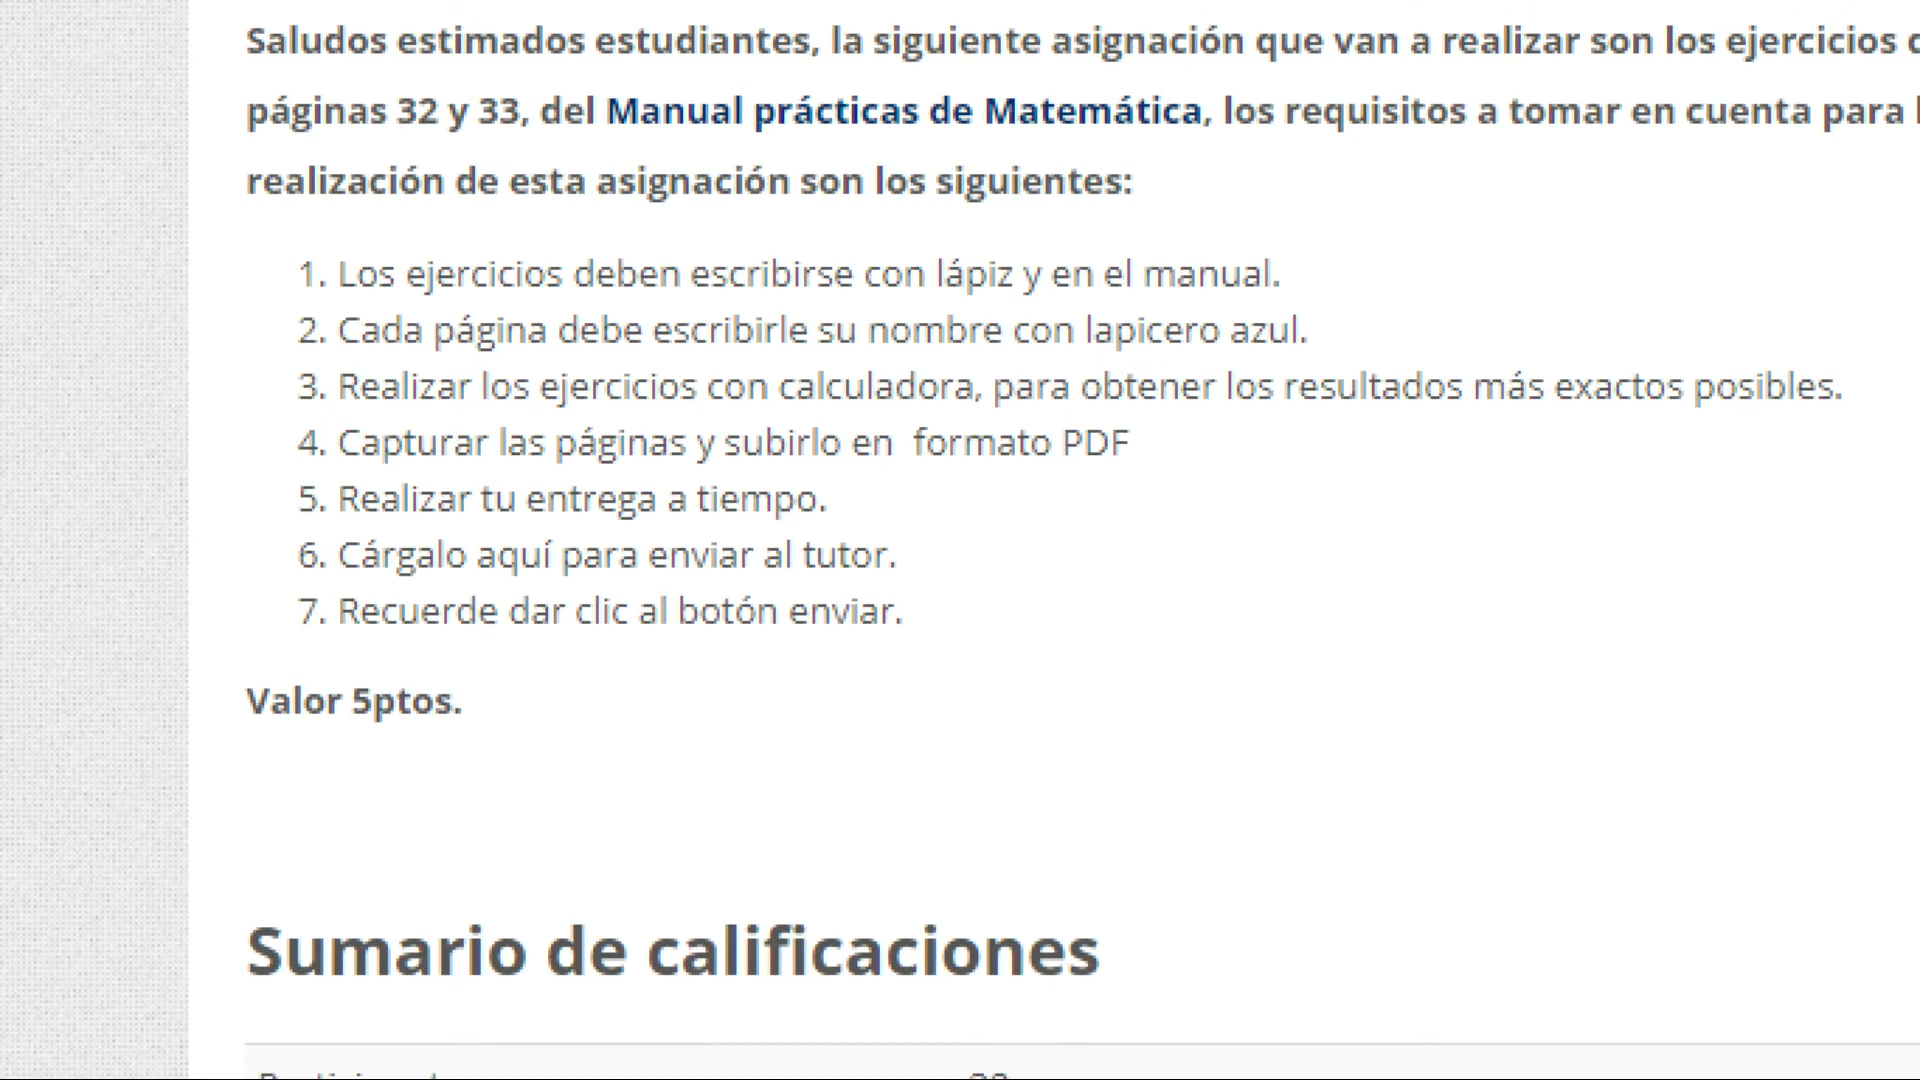 Saludos estimados estudiantes, la siguiente asignación que van a realizar son los ejercicios
páginas 32 y 33, del Manual prácticas de Matemática, los requisitos a tomar en cuenta para
realización de esta asignación son los siguientes:
1. Los ejercicios deben escribirse con lápiz y en el manual.
2. Cada página debe escribirle su nombre con lapicero azul.
3. Realizar los ejercicios con calculadora, para obtener los resultados más exactos posibles.
4. Capturar las páginas y subirlo en  formato PDF
5. Realizar tu entrega a tiempo.
6. Cárgalo aquí para enviar al tutor.
7. Recuerde dar clic al botón enviar.
Valor 5ptos.
Sumario de calificaciones